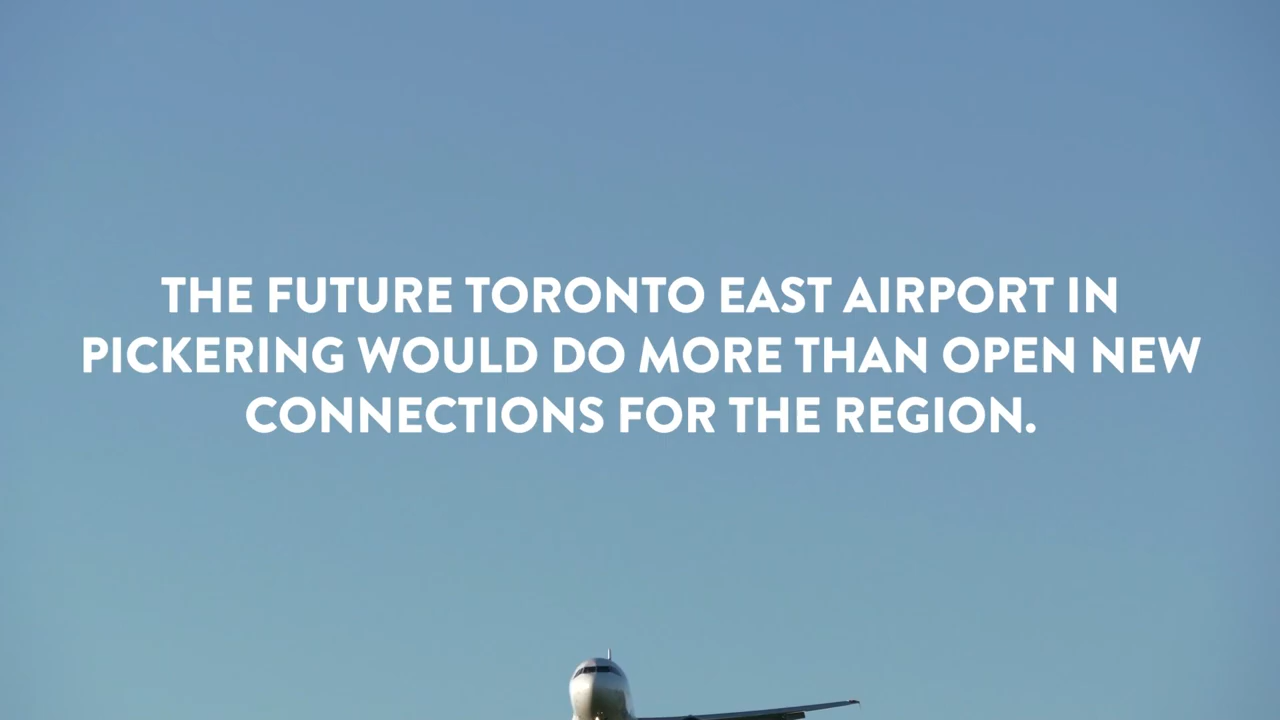 THE FUTURE TORONTO EAST AIRPORT IN
PICKERING WOULD DO MORE THAN OPEN NEW
CONNECTIONS FOR THE REGION.